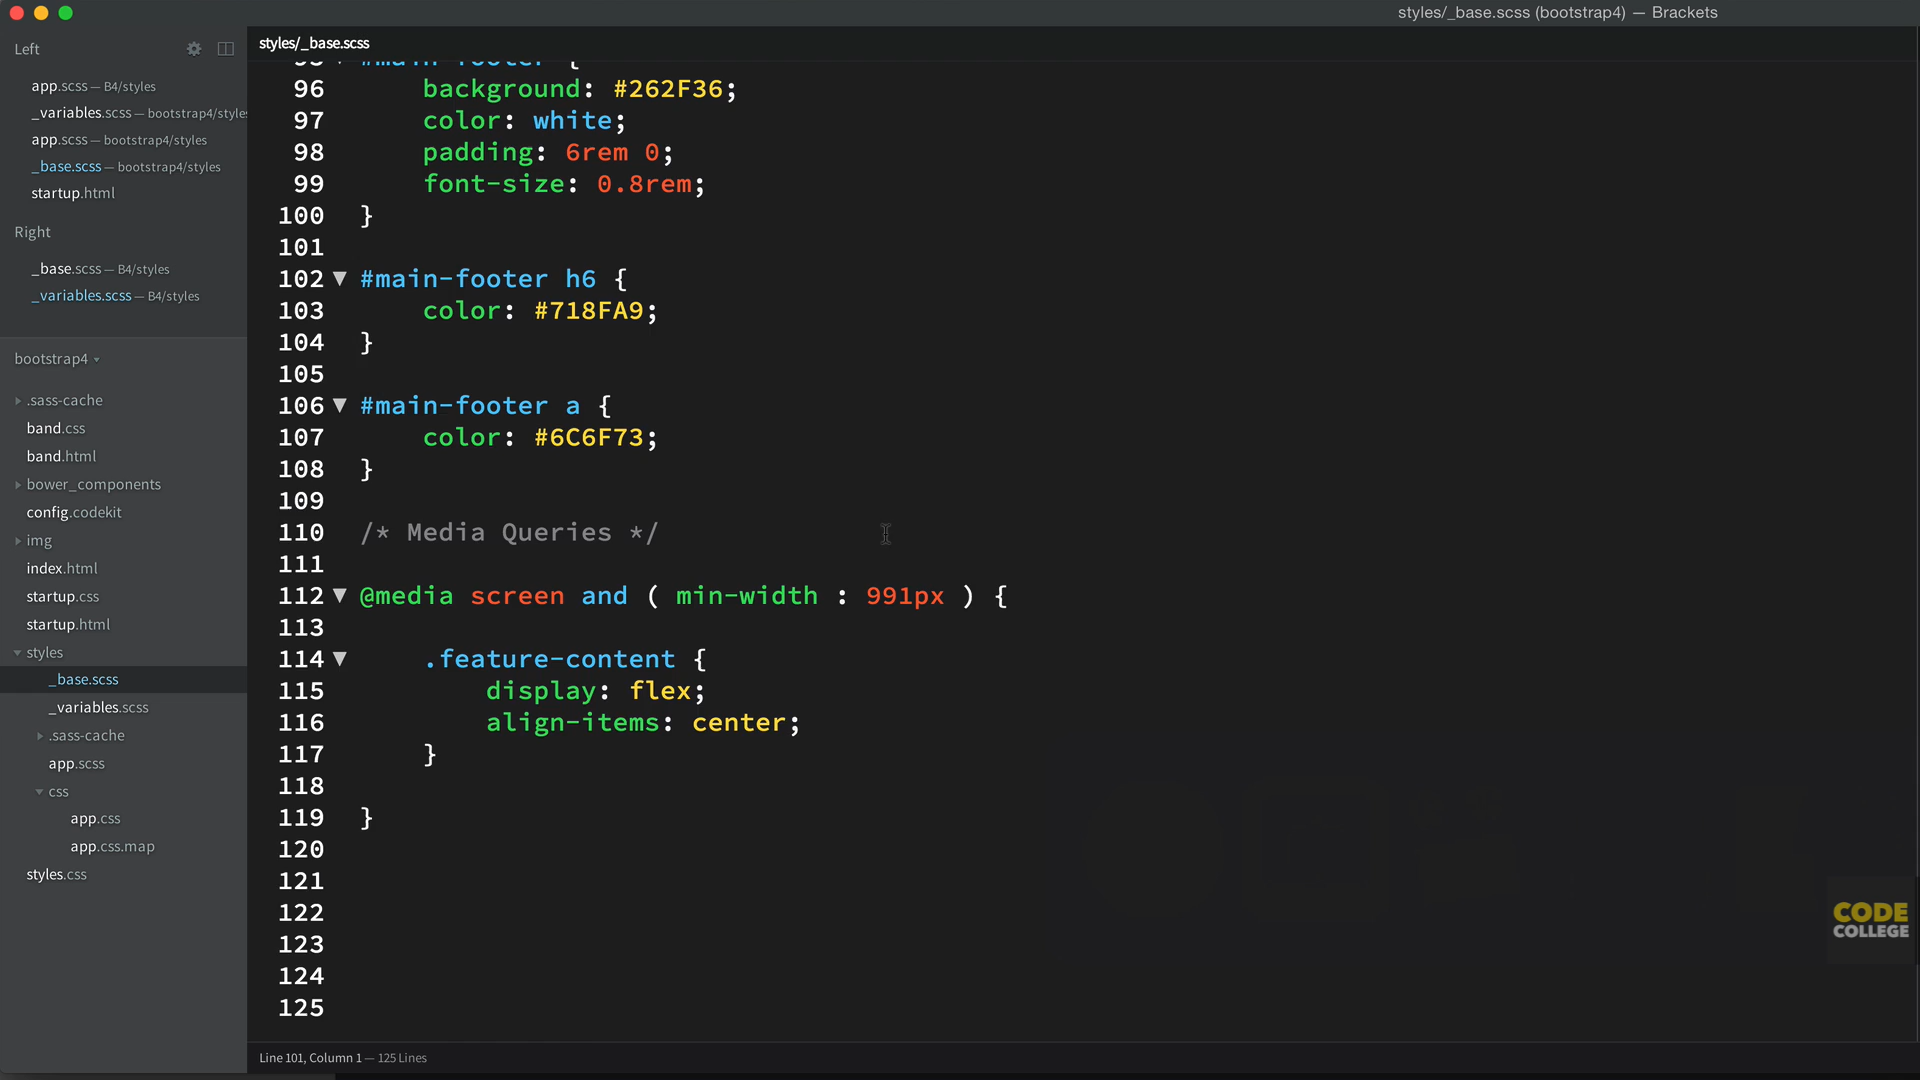 styles/_base.scss (bootstrap4) — Brackets
Left
app.scss — B4/styles
_variables.scss — bootstrap4/styles
app.scss — bootstrap4/styles
_base.scss — bootstrap4/styles
startup.html
Right
_base.scss — B4/styles
_variables.scss — B4/styles
bootstrap4
.sass-cache
band.css
band.html
bower_components
config.codekit
img
index.html
startup.css
startup.html
styles
_base.scss
_variables.scss
.sass-cache
app.scss
css
app.css
app.css.map
styles.css
styles/_base.scss
95 #main-footer {
96 background: #262F36;
97 color: white;
98 padding: 6rem 0;
99 font-size: 0.8rem;
100 }
101
102 #main-footer h6 {
103 color: #718FA9;
104 }
105
106 #main-footer a {
107 color: #6C6F73;
108 }
109
110 /* Media Queries */
111
112 @media screen and ( min-width : 991px ) {
113
114 .feature-content {
115 display: flex;
116 align-items: center;
117 }
118
119 }
120
121
122
123
124
125
CODE
COLLEGE
Line 101, Column 1 — 125 Lines